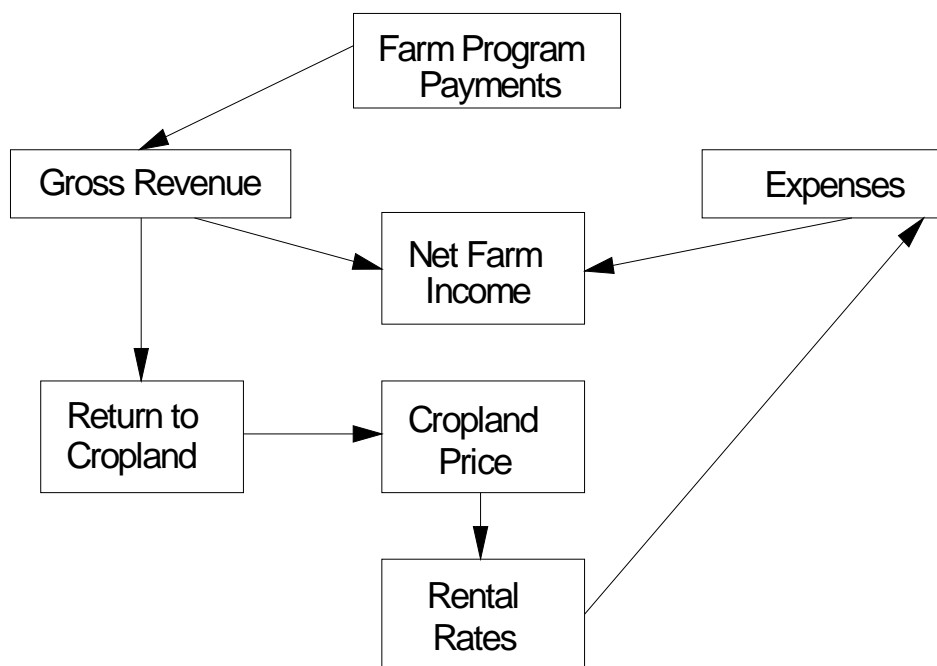 Farm Program
Payments
Gross Revenue
Expenses
Net Farm
Income
Return to
Cropland
Cropland
Price
Rental
Rates